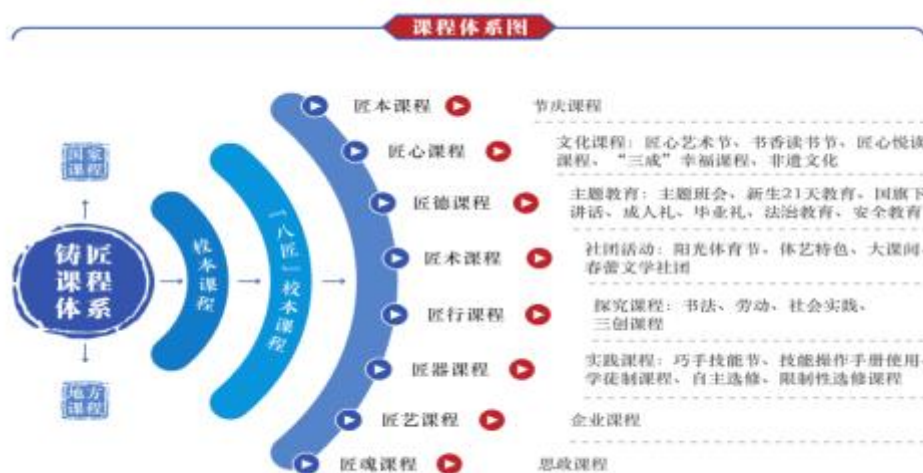 课程体系图
国家
课程
铸匠
课程
体系
地方
课程
校本课程
“八匠”校本课程
匠本课程
节庆课程
匠心课程
文化课程：匠心艺术节、书香读书节、匠心悦读
课程、“三成”幸福课程、非遗文化
匠德课程
主题教育：主题班会、新生21天教育、国旗下
讲话、成人礼、毕业礼、法治教育、安全教育
匠术课程
社团活动：阳光体育节、体艺特色、大课间、
春蕾文学社团
匠行课程
探究课程：书法、劳动、社会实践、
三创课程
匠器课程
实践课程：巧手技能节、技能操作手册使用、
学徒制课程、自主选修、限制性选修课程
匠艺课程
企业课程
匠魂课程
思政课程